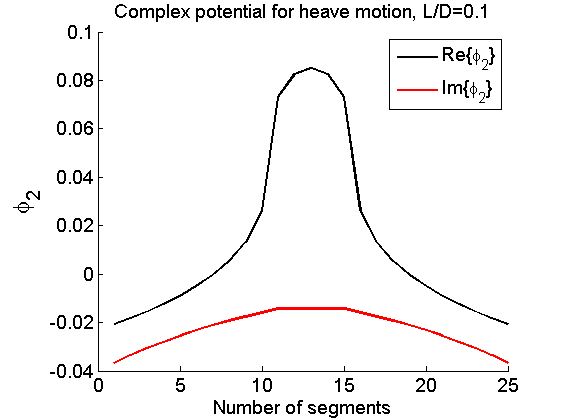 Complex potential for heave motion, L/D=0.1
0.1
0.08
0.06
0.04
0.02
0
-0.02
-0.04
ϕ2
Re{ϕ2}
Im{ϕ2}
0 5 10 15 20 25
Number of segments